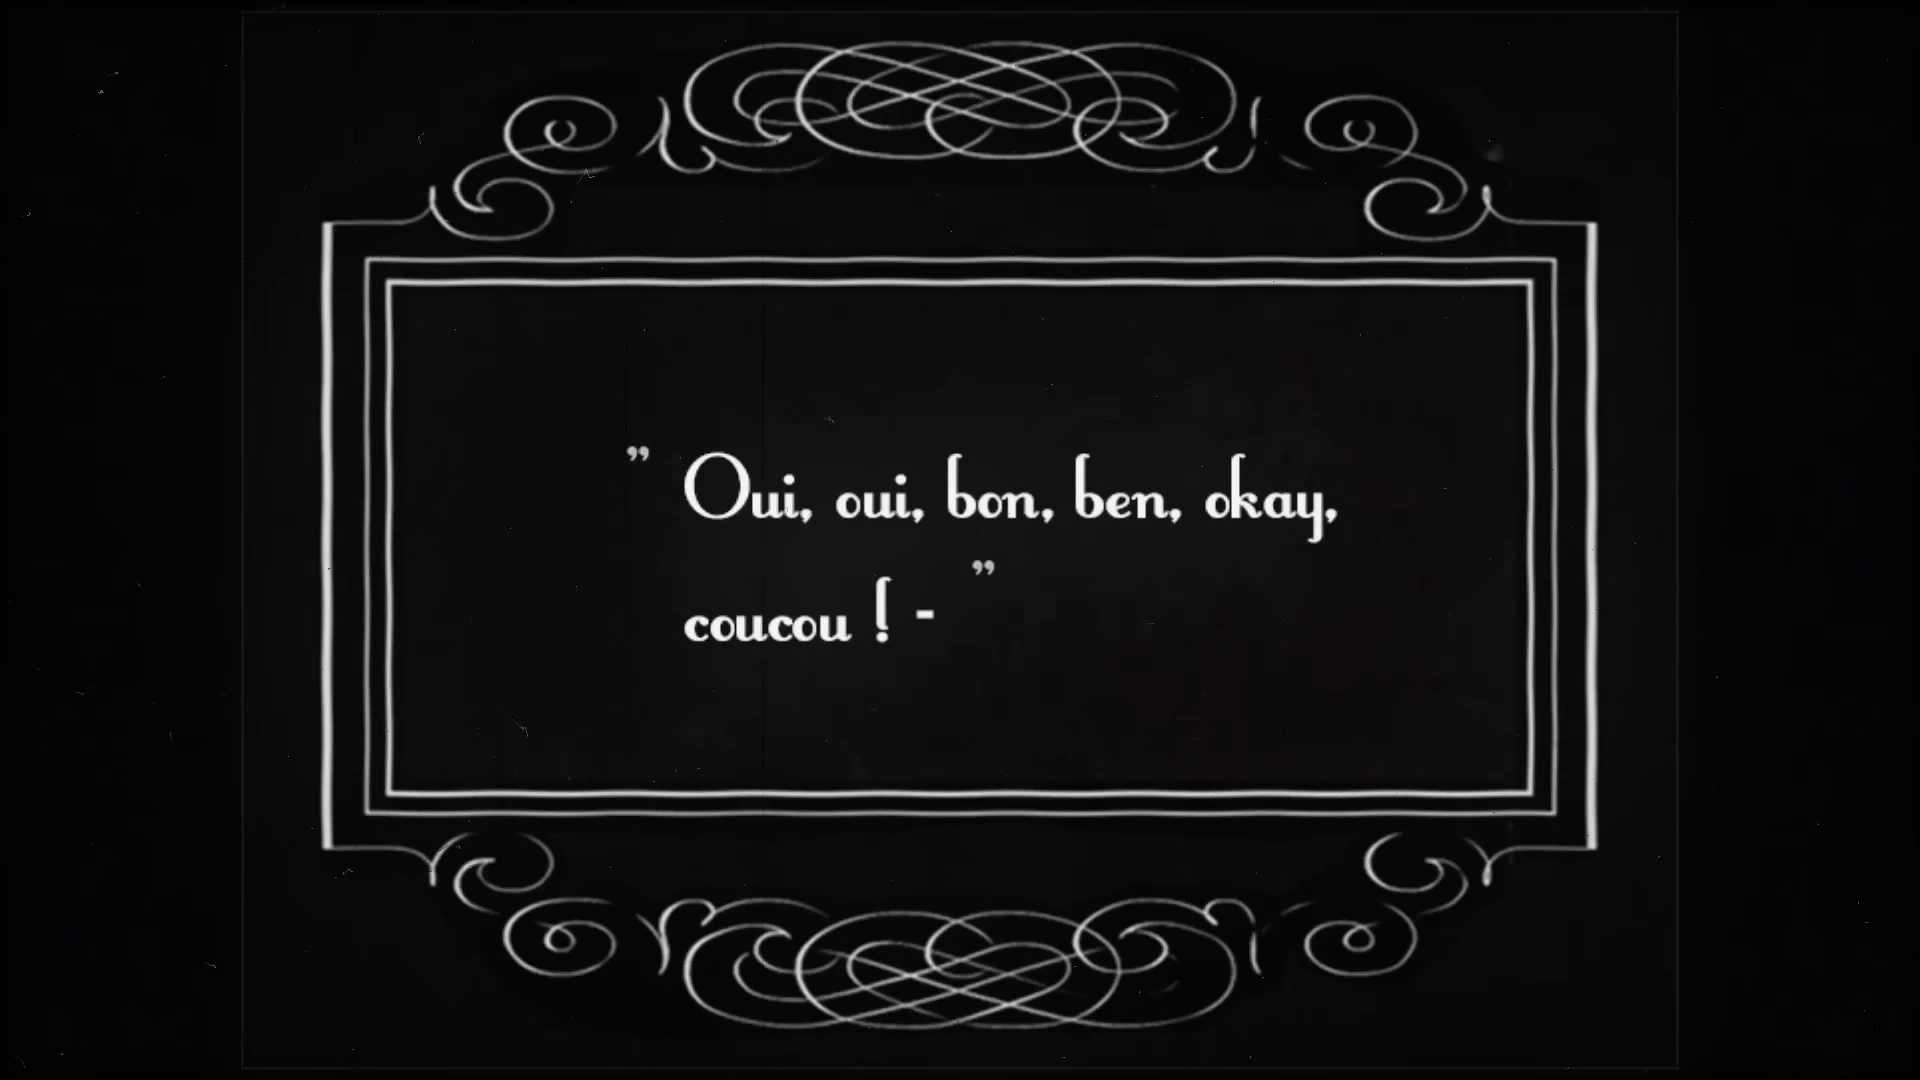 ” Oui, oui, bon, ben, okay,
coucou ! - ”